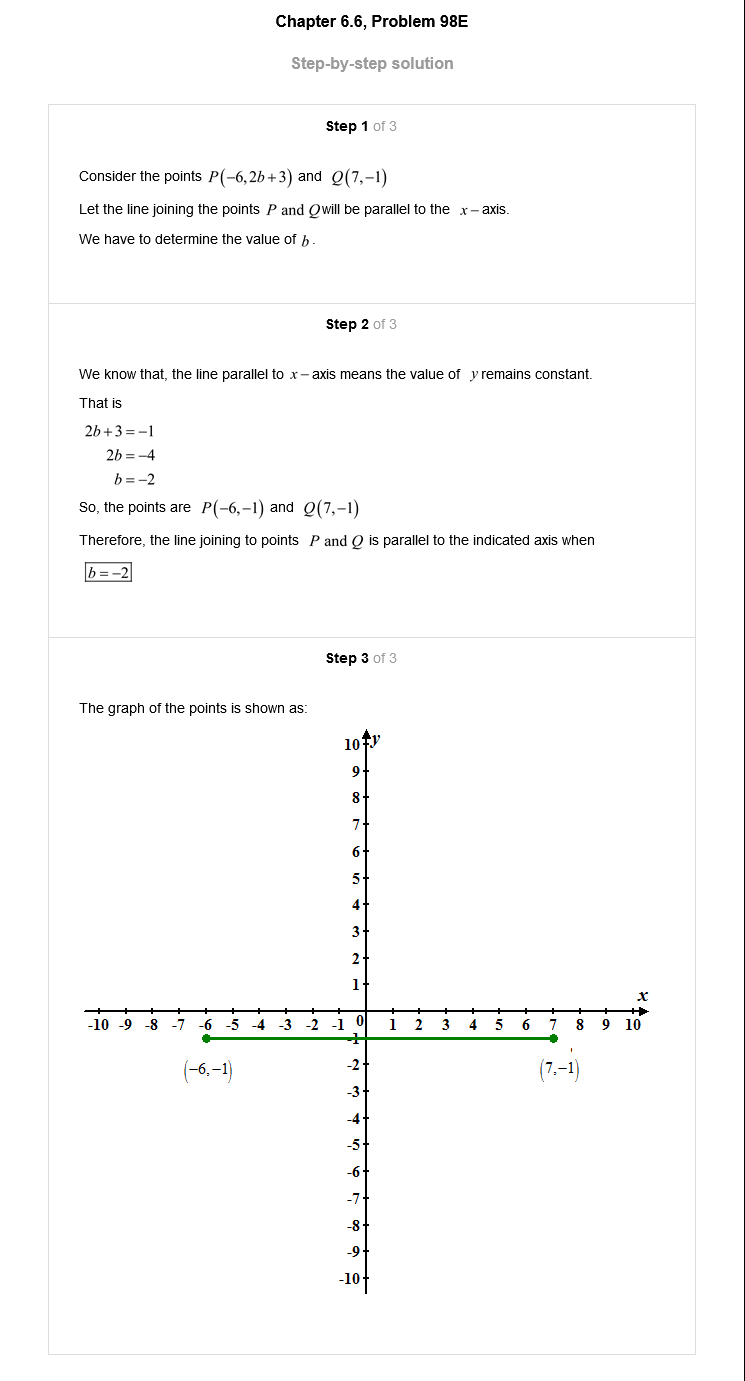 Chapter 6.6, Problem 98E
Step-by-step solution
Step 1 of 3
Consider the points P(−6, 2b+3) and Q(7,−1)
Let the line joining the points P and Q will be parallel to the x−axis.
We have to determine the value of b.
Step 2 of 3
We know that, the line parallel to x−axis means the value of y remains constant.
That is
2b+3=−1
2b=−4
b=−2
So, the points are P(−6,−1) and Q(7,−1)
Therefore, the line joining to points P and Q is parallel to the indicated axis when
b=−2
Step 3 of 3
The graph of the points is shown as:
10 y
9
8
7
6
5
4
3
2
1
x
-10 -9 -8 -7 -6 -5 -4 -3 -2 -1 0 1 2 3 4 5 6 7 8 9 10
-1
(−6,−1) -2 (7,−1)
-3
-4
-5
-6
-7
-8
-9
-10